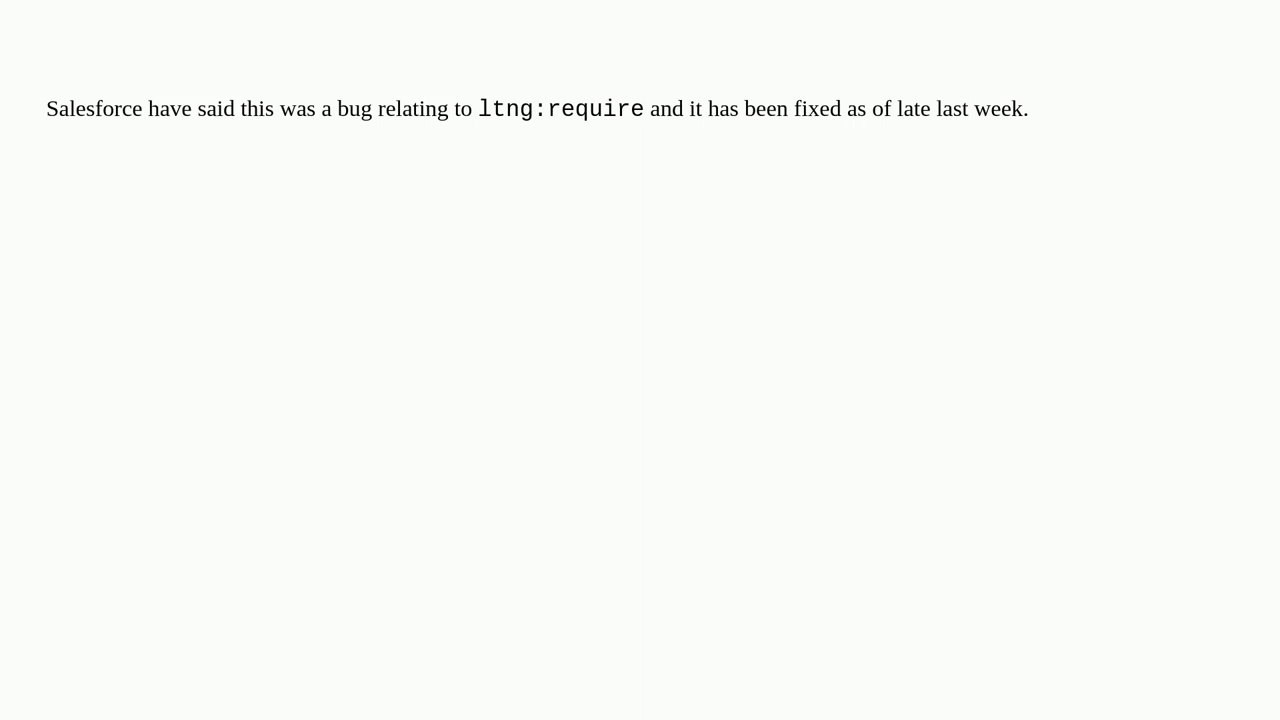 Salesforce have said this was a bug relating to ltng:require and it has been fixed as of late last week.